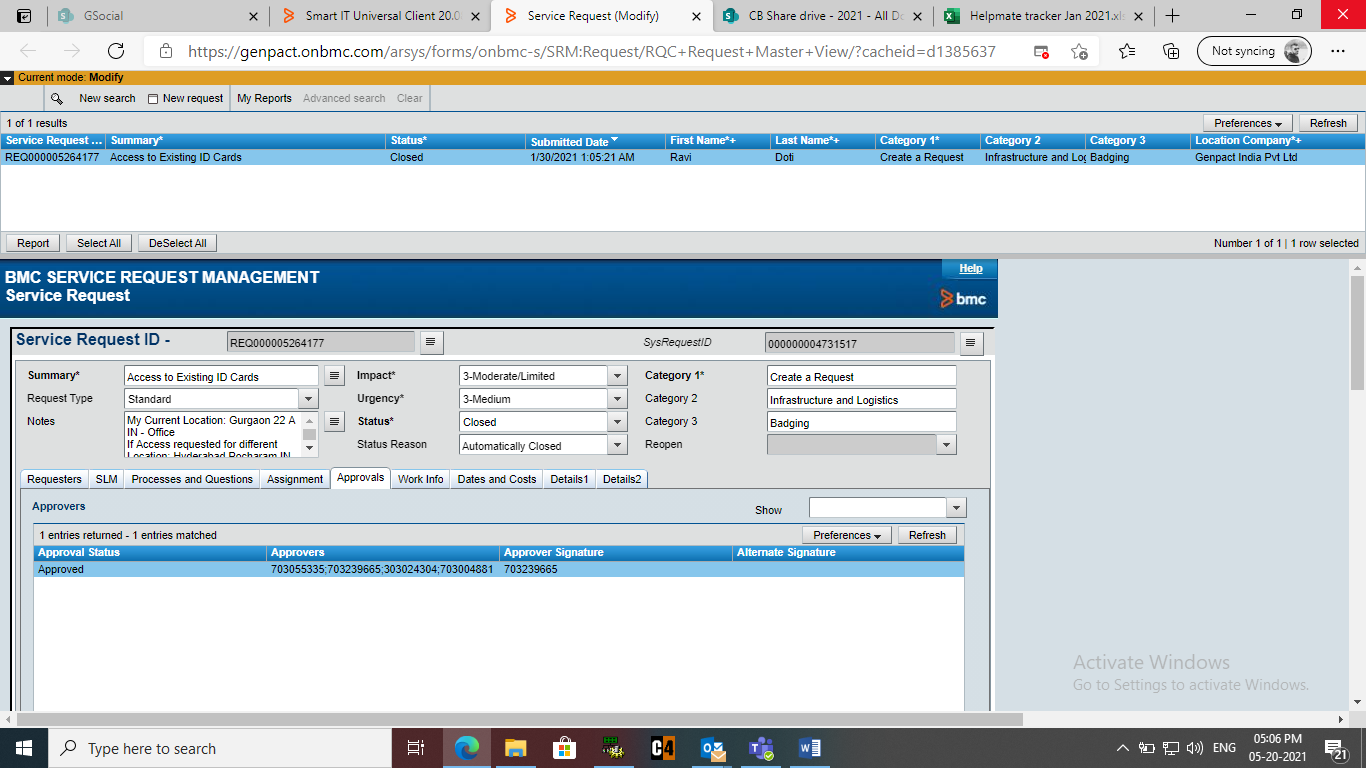 GSocial
Smart IT Universal Client 20.0
Service Request (Modify)
CB Share drive - 2021 - All Do
Helpmate tracker Jan 2021.xls
https://genpact.onbmc.com/arsys/forms/onbmc-s/SRM:Request/RQC+Request+Master+View/?cacheid=d1385637
Not syncing
Current mode: Modify
New search New request My Reports Advanced search Clear
1 of 1 results Preferences Refresh
Service Request ... Summary* Status* Submitted Date First Name*+ Last Name*+ Category 1* Category 2 Category 3 Location Company*+
REQ000005264177 Access to Existing ID Cards Closed 1/30/2021 1:05:21 AM Ravi Doti Create a Request Infrastructure and Log Badging Genpact India Pvt Ltd
Report Select All DeSelect All Number 1 of 1 | 1 row selected
BMC SERVICE REQUEST MANAGEMENT Help
Service Request bmc
Service Request ID - REQ000005264177 SysRequestID 000000004731517
Summary* Access to Existing ID Cards Impact* 3-Moderate/Limited Category 1* Create a Request
Request Type Standard Urgency* 3-Medium Category 2 Infrastructure and Logistics
Notes My Current Location: Gurgaon 22 A Status* Closed Category 3 Badging
IN - Office
If Access requested for different Status Reason Automatically Closed Reopen
Location: Hyderabad Pocharam IN
Requesters SLM Processes and Questions Assignment Approvals Work Info Dates and Costs Details1 Details2
Approvers Show
1 entries returned - 1 entries matched Preferences Refresh
Approval Status Approvers Approver Signature Alternate Signature
Approved 703055335;703239665;303024304;703004881 703239665
Activate Windows
Go to Settings to activate Windows.
Type here to search C4 ENG 05:06 PM
05-20-2021 21